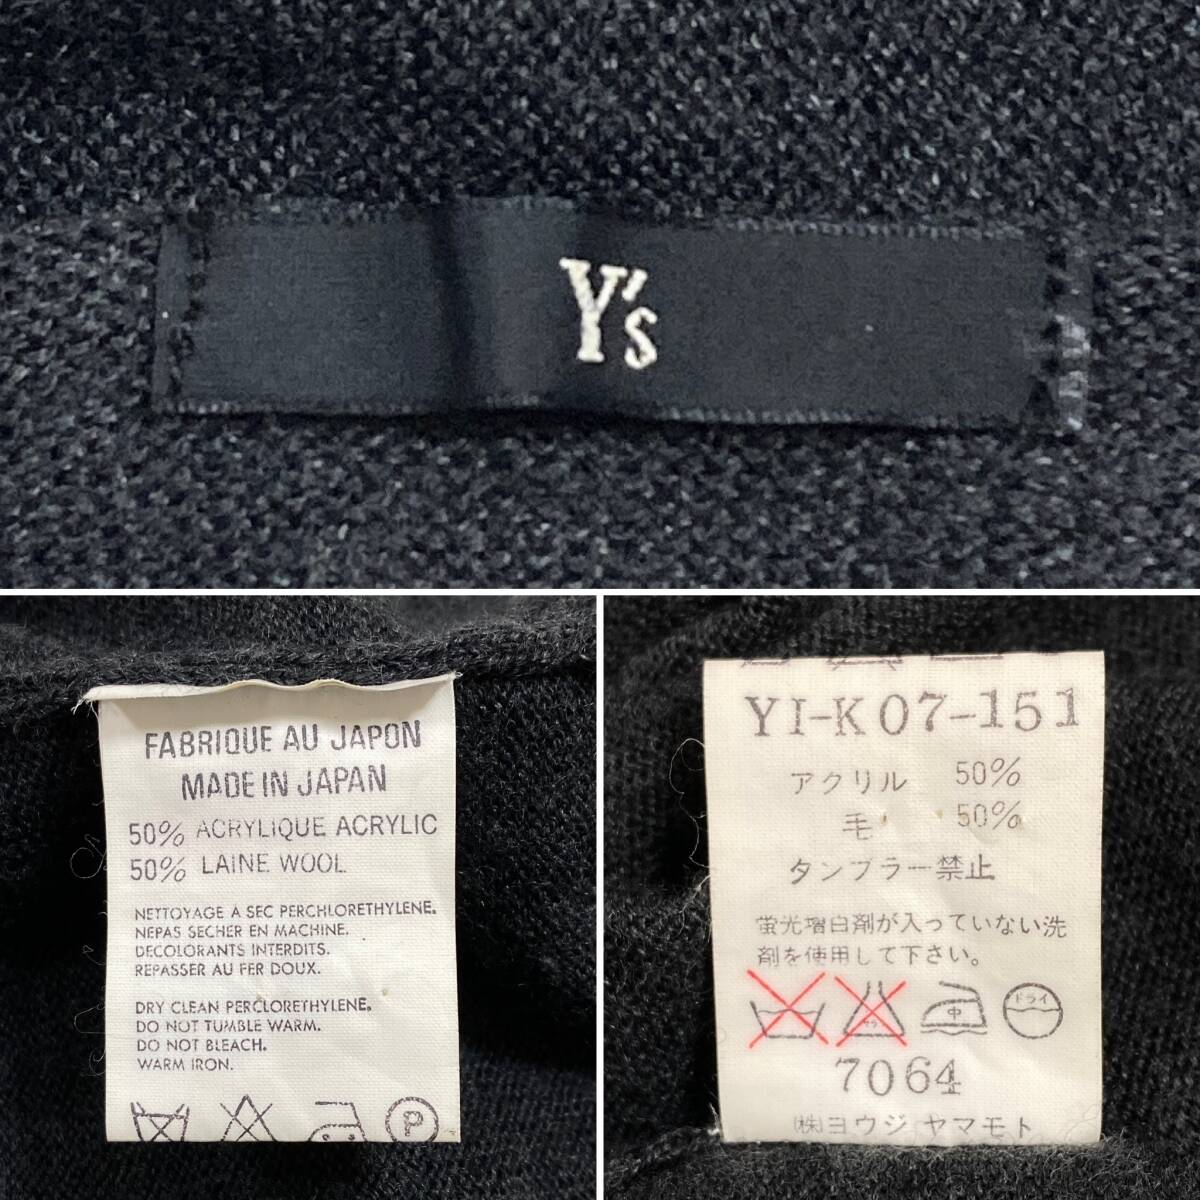 Y's
FABRIQUE AU JAPON
MADE IN JAPAN
50% ACRYLIQUE ACRYLIC
50% LAINE WOOL
NETTOYAGE A SEC PERCHLORETHYLENE.
NEPAS SECHER EN MACHINE.
DECOLORANTS INTERDITS.
REPASSER AU FER DOUX.
DRY CLEAN PERCLORETHYLENE.
DO NOT TUMBLE WARM.
DO NOT BLEACH.
WARM IRON.
P
YI-K07-151
アクリル 50%
毛 50%
タンブラー禁止
蛍光増白剤が入っていない洗
剤を使用して下さい。
中 ドライ
7064
(株)ヨウジヤマモト